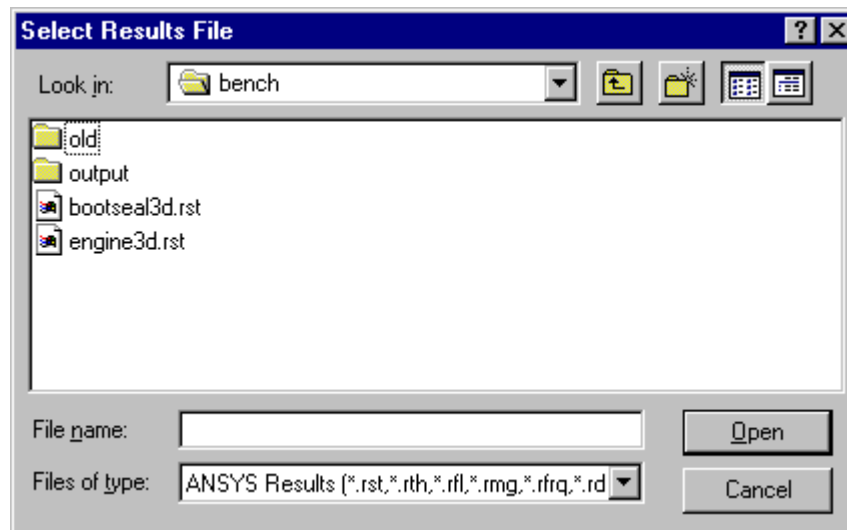 Select Results File
Look in: bench
old
output
bootseal3d.rst
engine3d.rst
File name:
Open
Files of type: ANSYS Results (*.rst,*.rth,*.rfl,*.rmg,*.rfrq,*.rd
Cancel